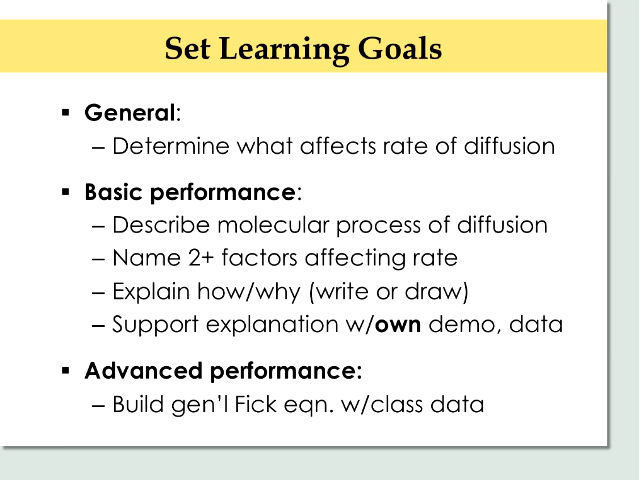 Set Learning Goals
▪ General:
– Determine what affects rate of diffusion
▪ Basic performance:
– Describe molecular process of diffusion
– Name 2+ factors affecting rate
– Explain how/why (write or draw)
– Support explanation w/own demo, data
▪ Advanced performance:
– Build gen'l Fick eqn. w/class data